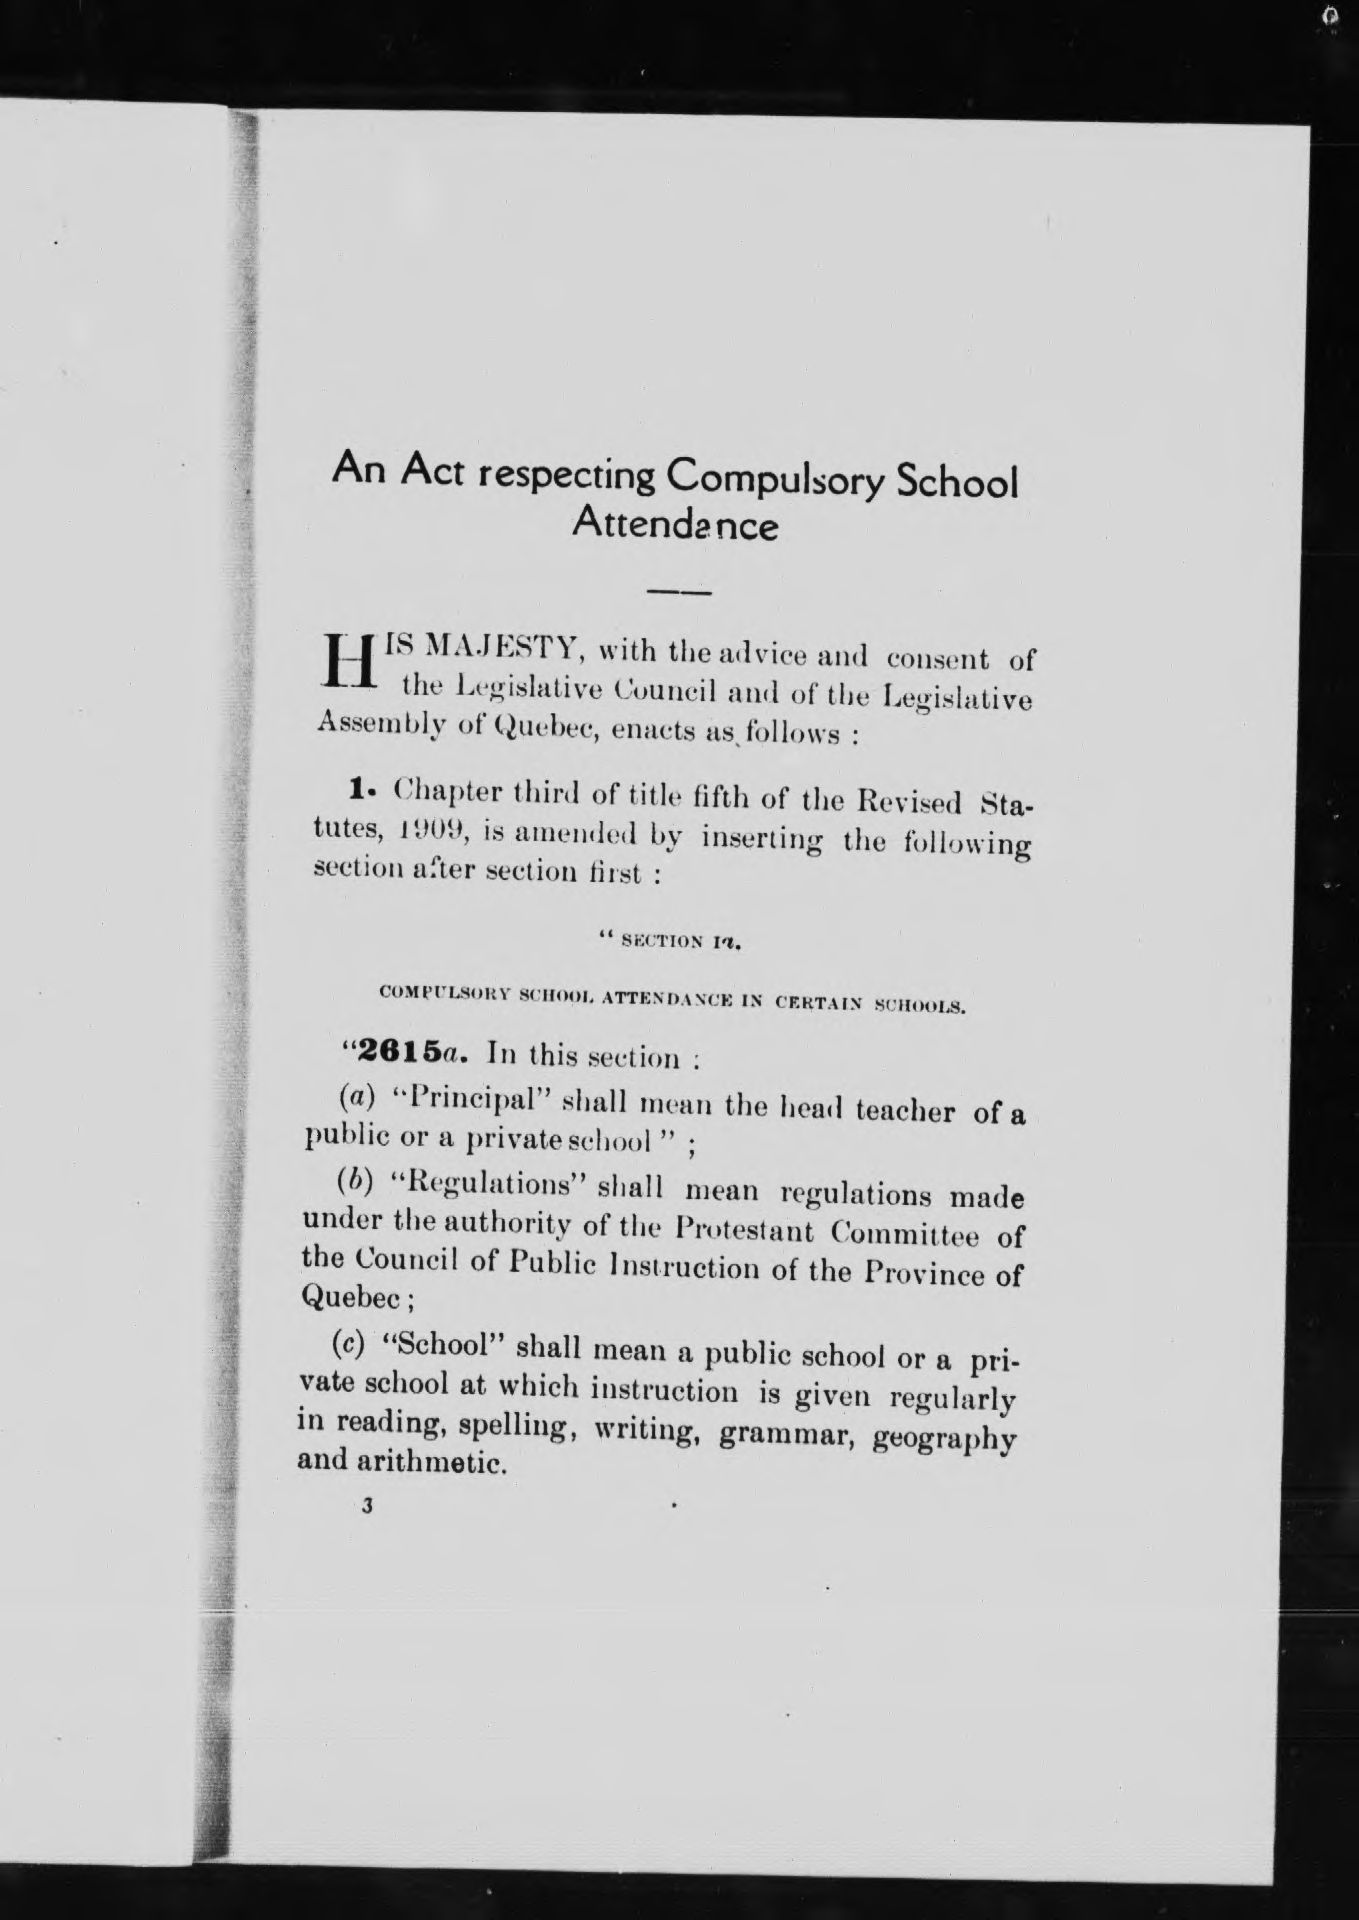 An Act respecting Compulsory School
Attendance
HIS MAJESTY, with the advice and consent of
the Legislative Council and of the Legislative
Assembly of Quebec, enacts as follows :
1. Chapter third of title fifth of the Revised Sta-
tutes, 1909, is amended by inserting the following
section after section first :
“ SECTION Ia.
COMPULSORY SCHOOL ATTENDANCE IN CERTAIN SCHOOLS.
“2615a. In this section :
(a) “Principal” shall mean the head teacher of a
public or a private school ” ;
(b) “Regulations” shall mean regulations made
under the authority of the Protestant Committee of
the Council of Public Instruction of the Province of
Quebec ;
(c) “School” shall mean a public school or a pri-
vate school at which instruction is given regularly
in reading, spelling, writing, grammar, geography
and arithmetic.
3